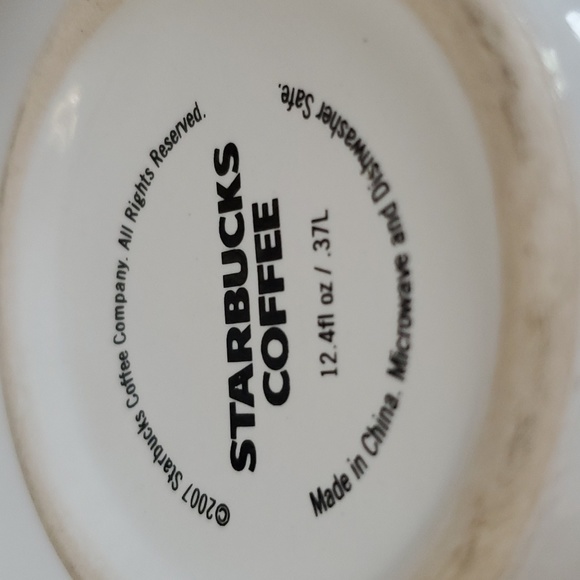 ©2007 Starbucks Coffee Company. All Rights Reserved.
STARBUCKS
COFFEE
12.4fl oz / .37L
Made in China. Microwave and Dishwasher Safe.